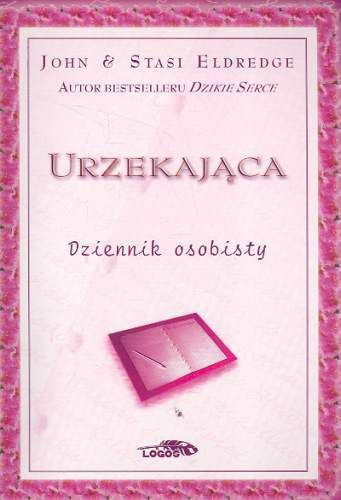 JOHN & STASI ELDREDGE
AUTOR BESTSELLERU DZIKIE SERCE
URZEKAJĄCA
Dziennik osobisty
LOGOS